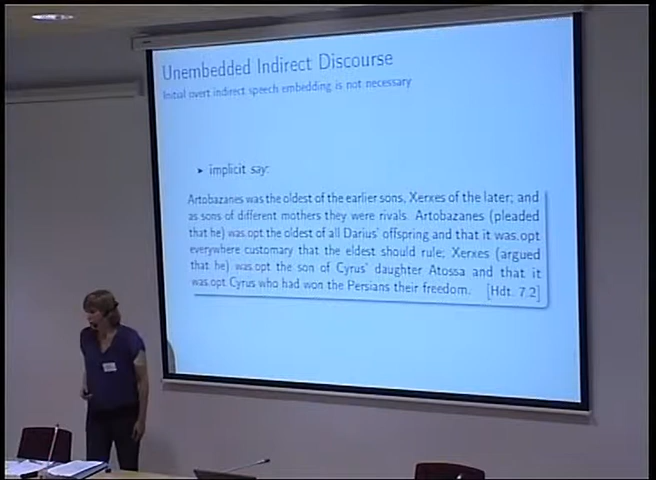 Unembedded Indirect Discourse
Initial overt indirect speech embedding is not necessary
➤ implicit say:
Artobazanes was the oldest of the earlier sons, Xerxes of the later; and
as sons of different mothers they were rivals. Artobazanes (pleaded
that he) was.opt the oldest of all Darius' offspring and that it was.opt
everywhere customary that the eldest should rule; Xerxes (argued
that he) was.opt the son of Cyrus' daughter Atossa and that it
was.opt Cyrus who had won the Persians their freedom. [Hdt. 7.2]